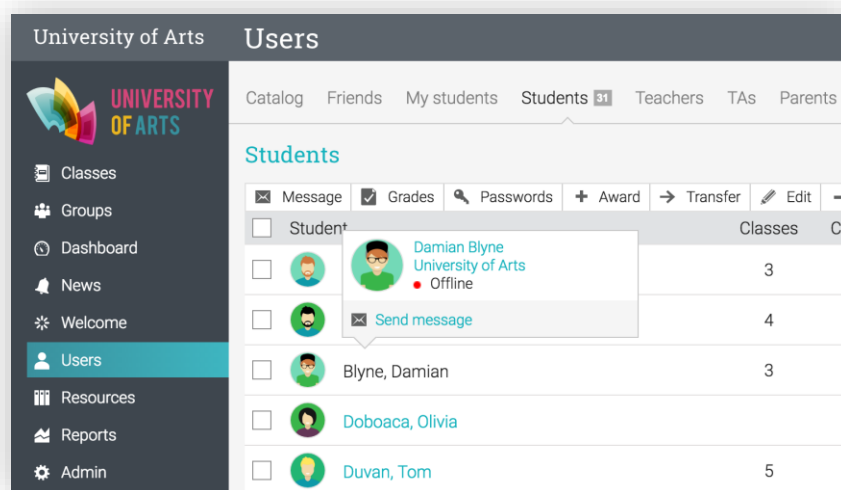 University of Arts
Users
UNIVERSITY
OF ARTS
Classes
Groups
Dashboard
News
Welcome
Users
Resources
Reports
Admin
Catalog Friends My students Students 31 Teachers TAs Parents
Students
Message Grades Passwords Award Transfer Edit
Student Classes C
Damian Blyne
University of Arts
Offline
Send message
3
4
Blyne, Damian 3
Doboaca, Olivia
Duvan, Tom 5